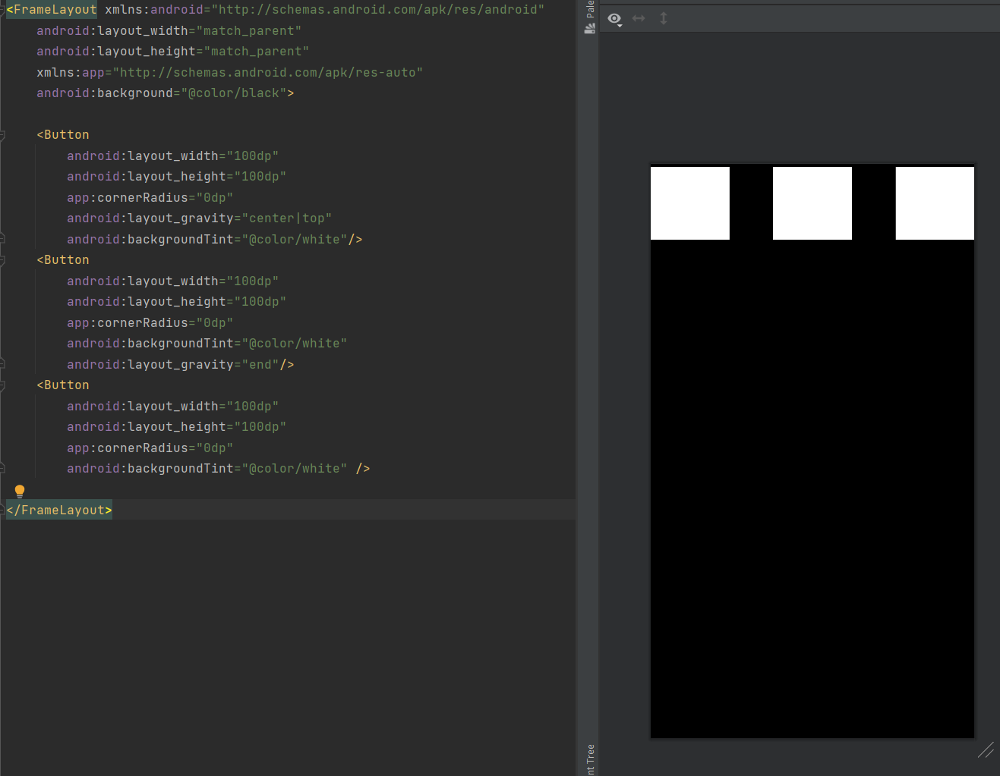 <FrameLayout xmlns:android="http://schemas.android.com/apk/res/android"
android:layout_width="match_parent"
android:layout_height="match_parent"
xmlns:app="http://schemas.android.com/apk/res-auto"
android:background="@color/black">
<Button
android:layout_width="100dp"
android:layout_height="100dp"
app:cornerRadius="0dp"
android:layout_gravity="center|top"
android:backgroundTint="@color/white"/>
<Button
android:layout_width="100dp"
android:layout_height="100dp"
app:cornerRadius="0dp"
android:backgroundTint="@color/white"
android:layout_gravity="end"/>
<Button
android:layout_width="100dp"
android:layout_height="100dp"
app:cornerRadius="0dp"
android:backgroundTint="@color/white" />
</FrameLayout>
Pale
nt Tree